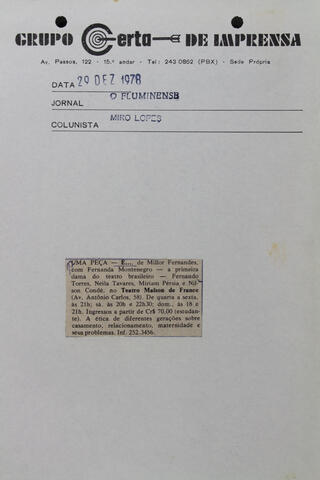 GRUPO Certa DE IMPRENSA
Av. Passos, 122 - 15.º andar - Tel: 243 0862 (PBX) - Sede Própria
DATA 29 DEZ 1978
JORNAL O FLUMINENSE
COLUNISTA MIRO LOPES
UMA PEÇA — É..., de Millor Fernandes,
com Fernanda Montenegro — a primeira
dama do teatro brasileiro — Fernando
Torres, Neila Tavares, Míriam Pérsia e Nil-
son Condé, no Teatro Maison de France
(Av. Antônio Carlos, 58). De quarta a sexta,
às 21h; sá. às 20h e 22h30; dom., às 18 e
21h. Ingressos a partir de Cr$ 70,00 (estudan-
te). A ética de diferentes gerações sobre
casamento, relacionamento, maternidade e
seus problemas. Inf. 252.3456.